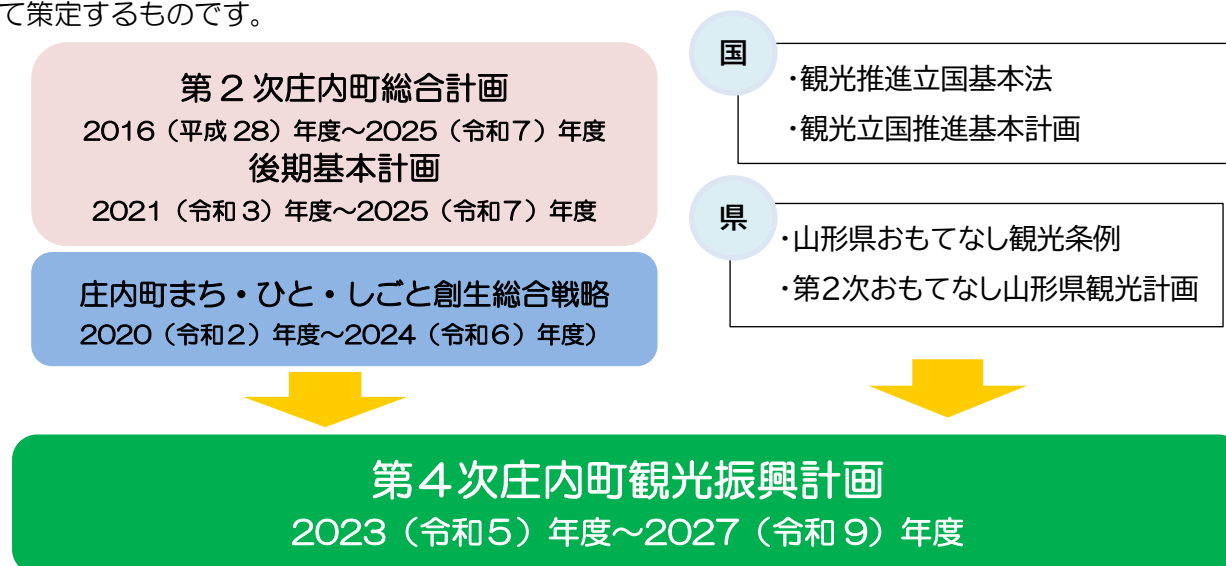 て策定するものです。
第２次庄内町総合計画
2016（平成28）年度～2025（令和７）年度
後期基本計画
2021（令和３）年度～2025（令和７）年度
庄内町まち・ひと・しごと創生総合戦略
2020（令和２）年度～2024（令和６）年度）
国
・観光推進立国基本法
・観光立国推進基本計画
県
・山形県おもてなし観光条例
・第２次おもてなし山形県観光計画
第４次庄内町観光振興計画
2023（令和５）年度～2027（令和９）年度